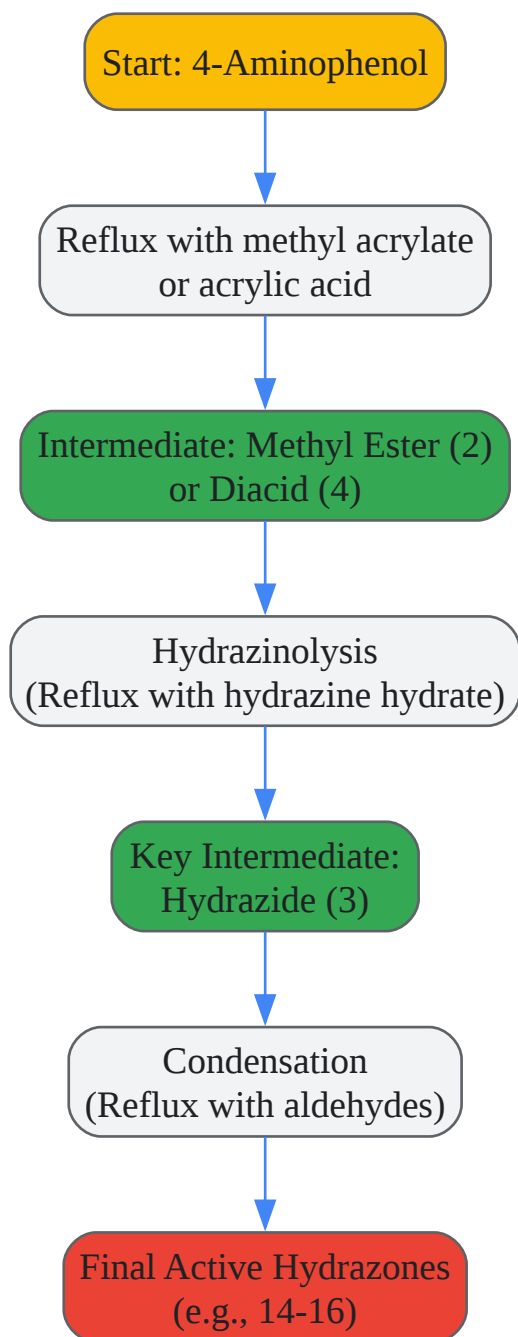 Start: 4-Aminophenol
Reflux with methyl acrylate
or acrylic acid
Intermediate: Methyl Ester (2)
or Diacid (4)
Hydrazinolysis
(Reflux with hydrazine hydrate)
Key Intermediate:
Hydrazide (3)
Condensation
(Reflux with aldehydes)
Final Active Hydrazones
(e.g., 14-16)